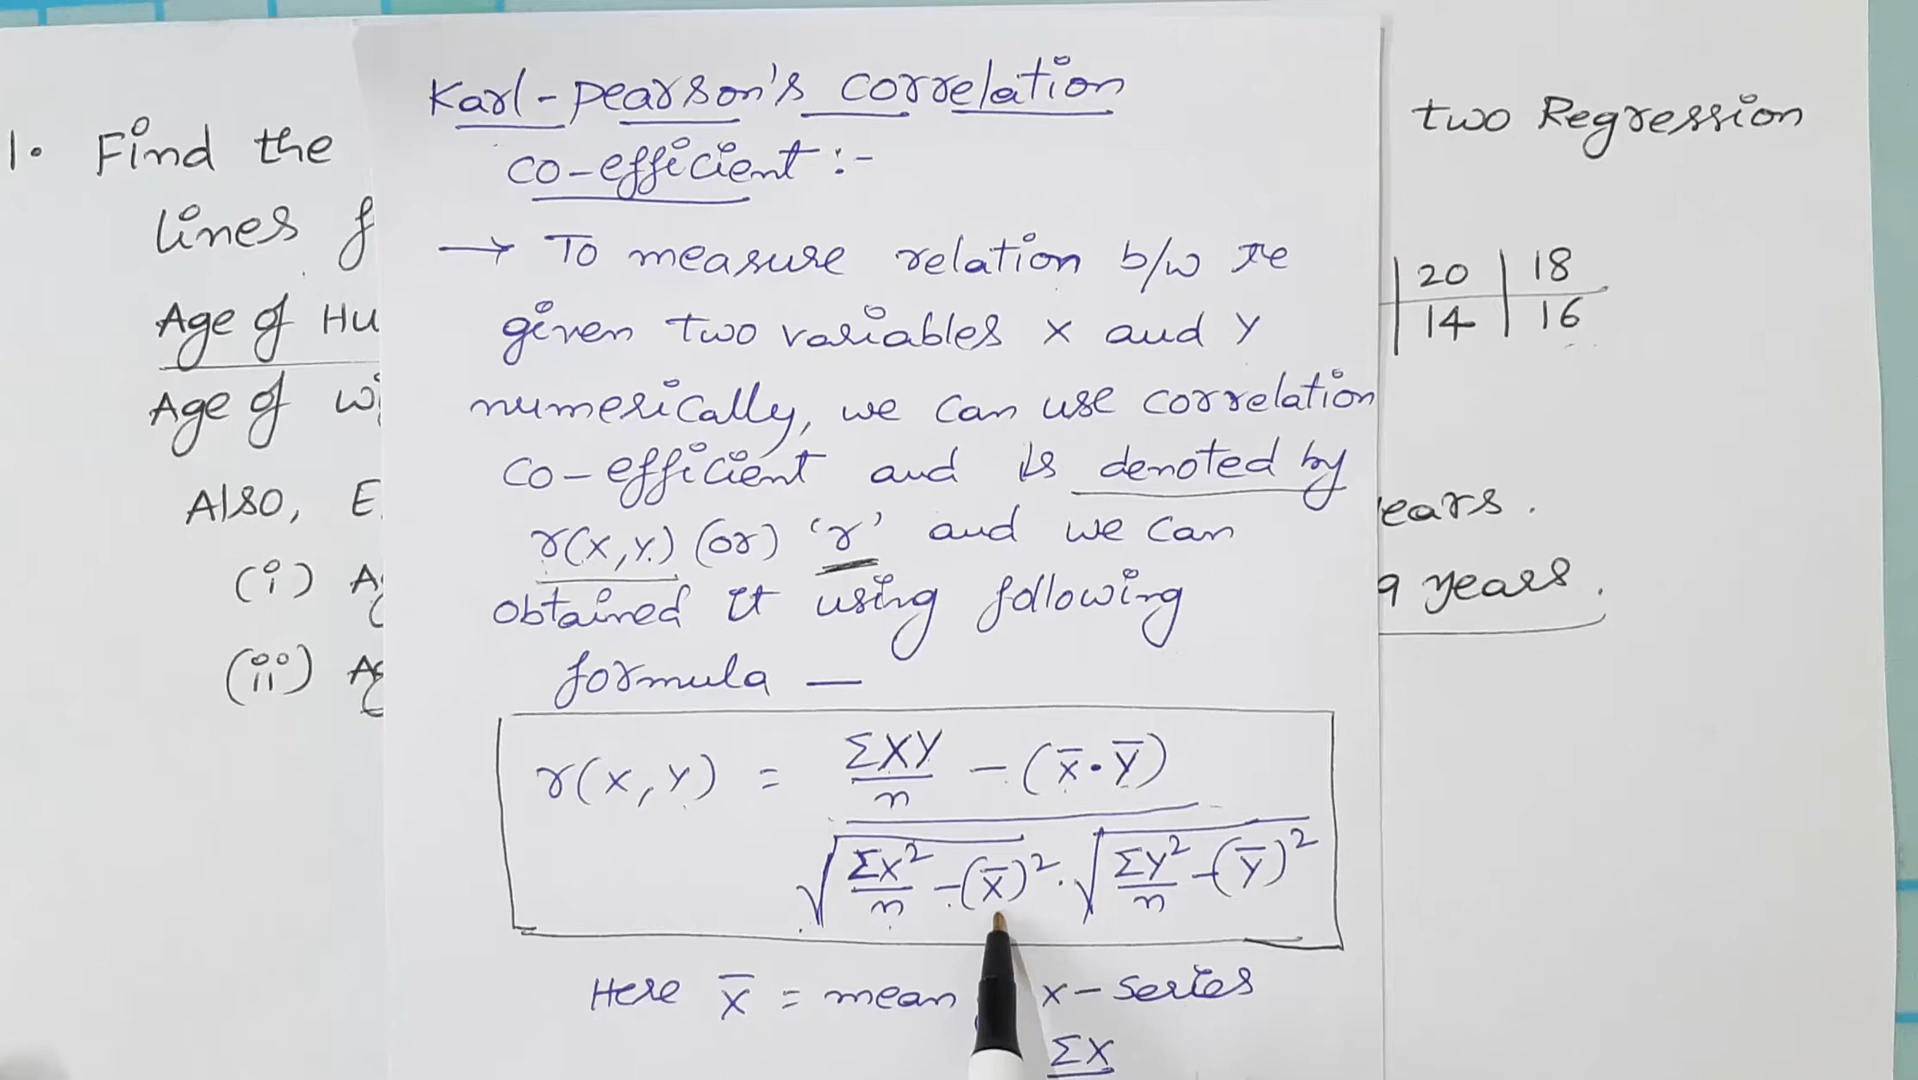 Karl-Pearson's correlation
co-efficient :-
→ To measure relation b/w the
given two variables X and Y
numerically, we can use correlation
co-efficient and is denoted by
r(X,Y) (or) 'r' and we can
obtained it using following
formula —
r(X,Y) = (ΣXY/n - (X̄·Ȳ)) / (√(ΣX²/n - (X̄)²) · √(ΣY²/n - (Ȳ)²))
Here X̄ = mean x-series
ΣX
1. Find the
lines f
Age of Hu
Age of wi
Also, E
(i) A
(ii) A
two Regression
20 | 18
14 | 16
ears.
9 years.